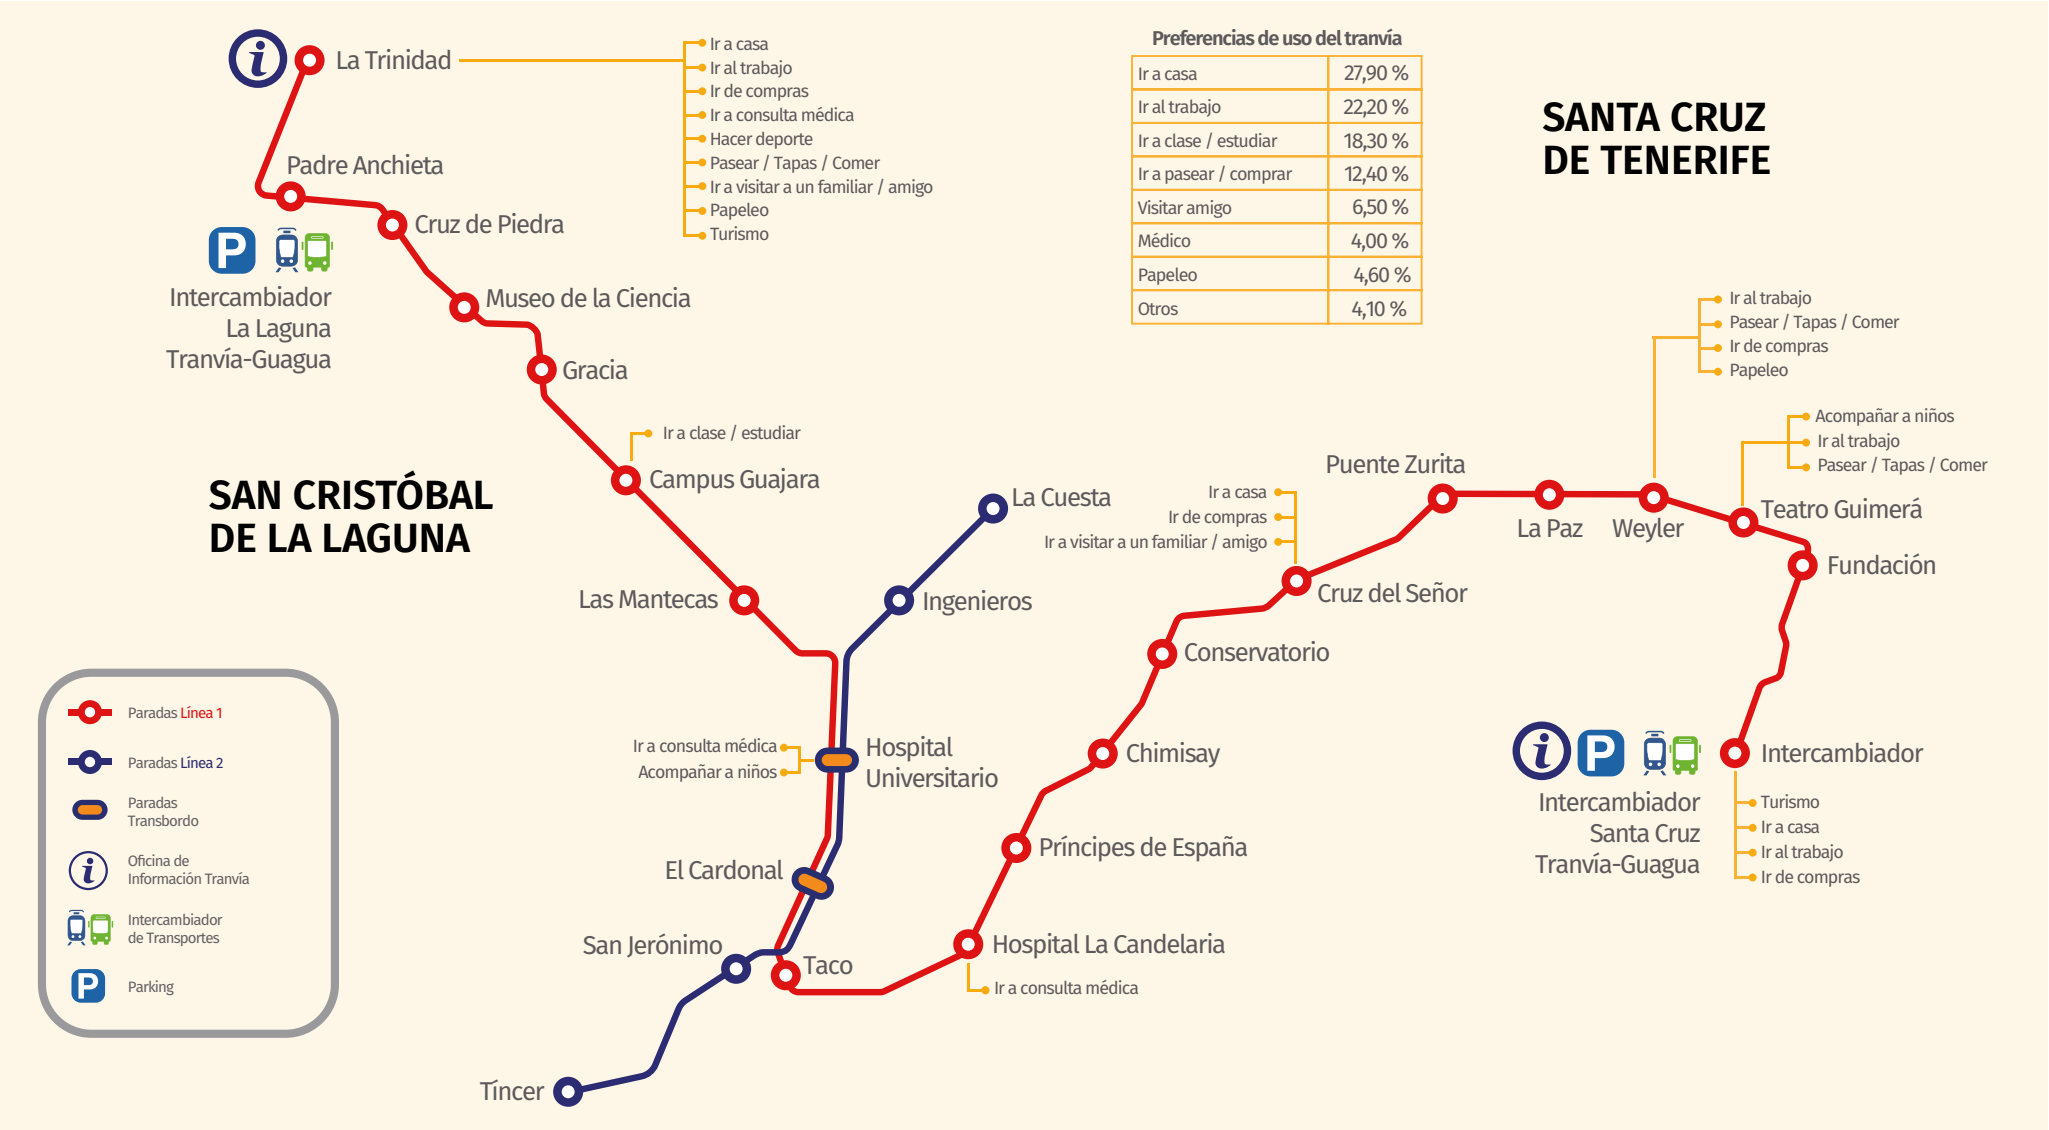 La Trinidad
Ir a casa
Ir al trabajo
Ir de compras
Ir a consulta médica
Hacer deporte
Pasear / Tapas / Comer
Ir a visitar a un familiar / amigo
Papeleo
Turismo
Preferencias de uso del tranvía
Ir a casa 27,90 %
Ir al trabajo 22,20 %
Ir a clase / estudiar 18,30 %
Ir a pasear / comprar 12,40 %
Visitar amigo 6,50 %
Médico 4,00 %
Papeleo 4,60 %
Otros 4,10 %
SANTA CRUZ
DE TENERIFE
Padre Anchieta
Cruz de Piedra
P
Intercambiador
La Laguna
Tranvía-Guagua
Museo de la Ciencia
Gracia
Ir a clase / estudiar
Campus Guajara
SAN CRISTÓBAL
DE LA LAGUNA
Las Mantecas
La Cuesta
Ingenieros
Ir a consulta médica
Acompañar a niños
Hospital
Universitario
El Cardonal
San Jerónimo
Taco
Tíncer
Hospital La Candelaria
Ir a consulta médica
Príncipes de España
Chimisay
Conservatorio
Ir a casa
Ir de compras
Ir a visitar a un familiar / amigo
Cruz del Señor
Puente Zurita
La Paz
Ir al trabajo
Pasear / Tapas / Comer
Ir de compras
Papeleo
Weyler
Acompañar a niños
Ir al trabajo
Pasear / Tapas / Comer
Teatro Guimerá
Fundación
i
P
Intercambiador
Intercambiador
Santa Cruz
Tranvía-Guagua
Turismo
Ir a casa
Ir al trabajo
Ir de compras
Paradas Línea 1
Paradas Línea 2
Paradas
Transbordo
i
Oficina de
Información Tranvía
Intercambiador
de Transportes
P
Parking
i